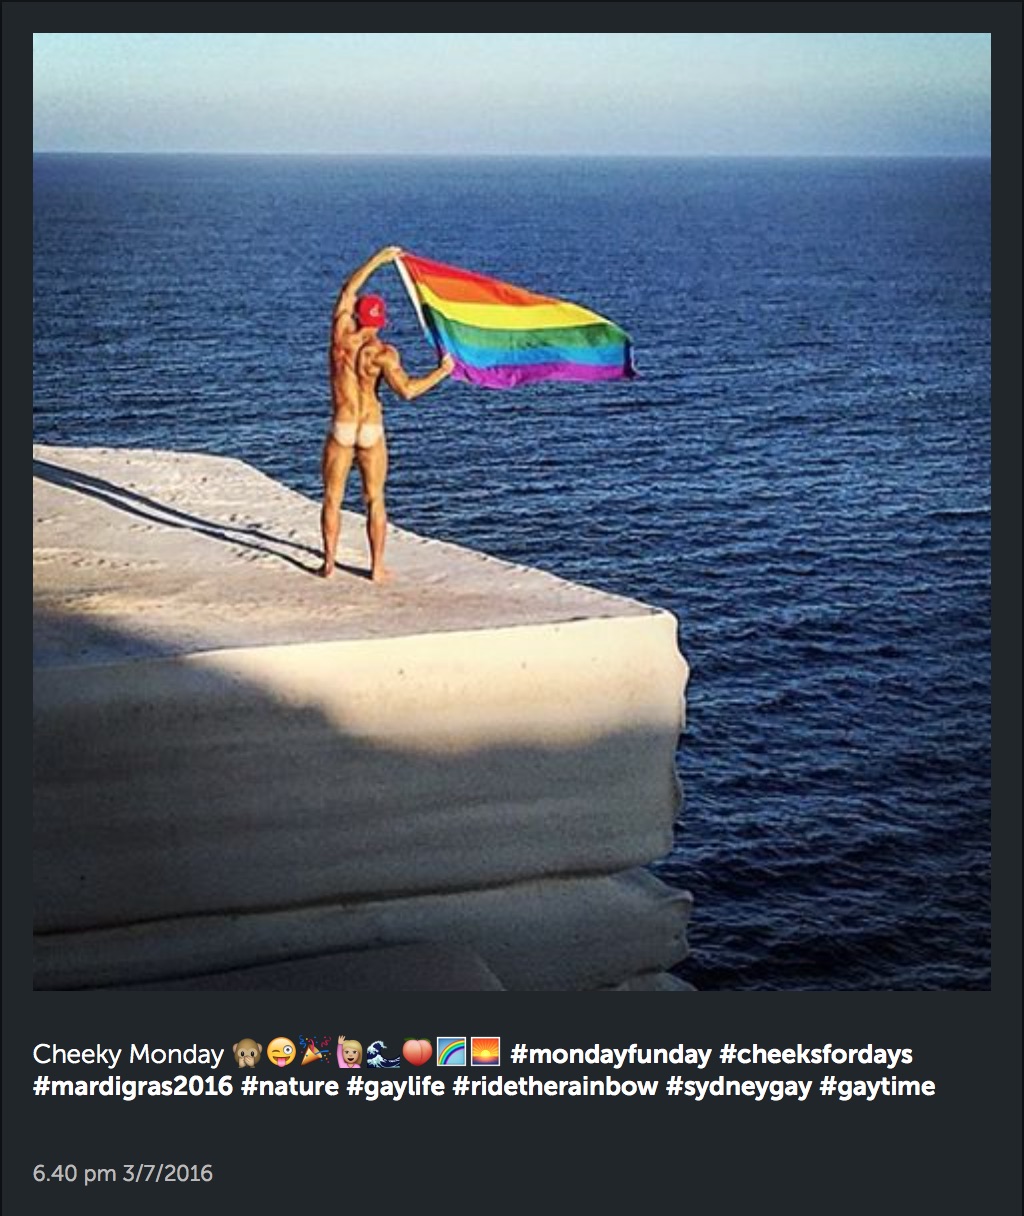 Cheeky Monday 🙊😜🎉🙋🏼🌊🍑🌈🌅 #mondayfunday #cheeksfordays
#mardigras2016 #nature #gaylife #ridetherainbow #sydneygay #gaytime
6.40 pm 3/7/2016